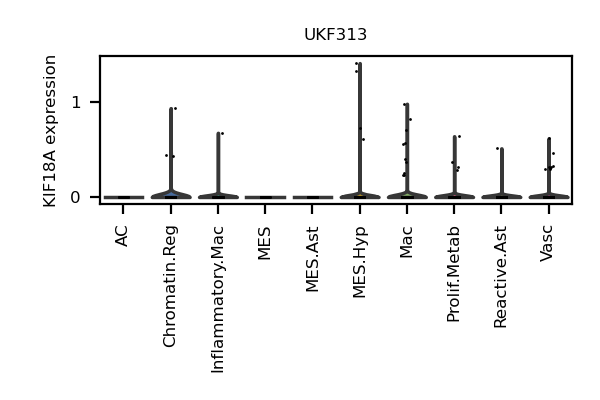 UKF313
KIF18A expression
1
0
AC
Chromatin.Reg
Inflammatory.Mac
MES
MES.Ast
MES.Hyp
Mac
Prolif.Metab
Reactive.Ast
Vasc